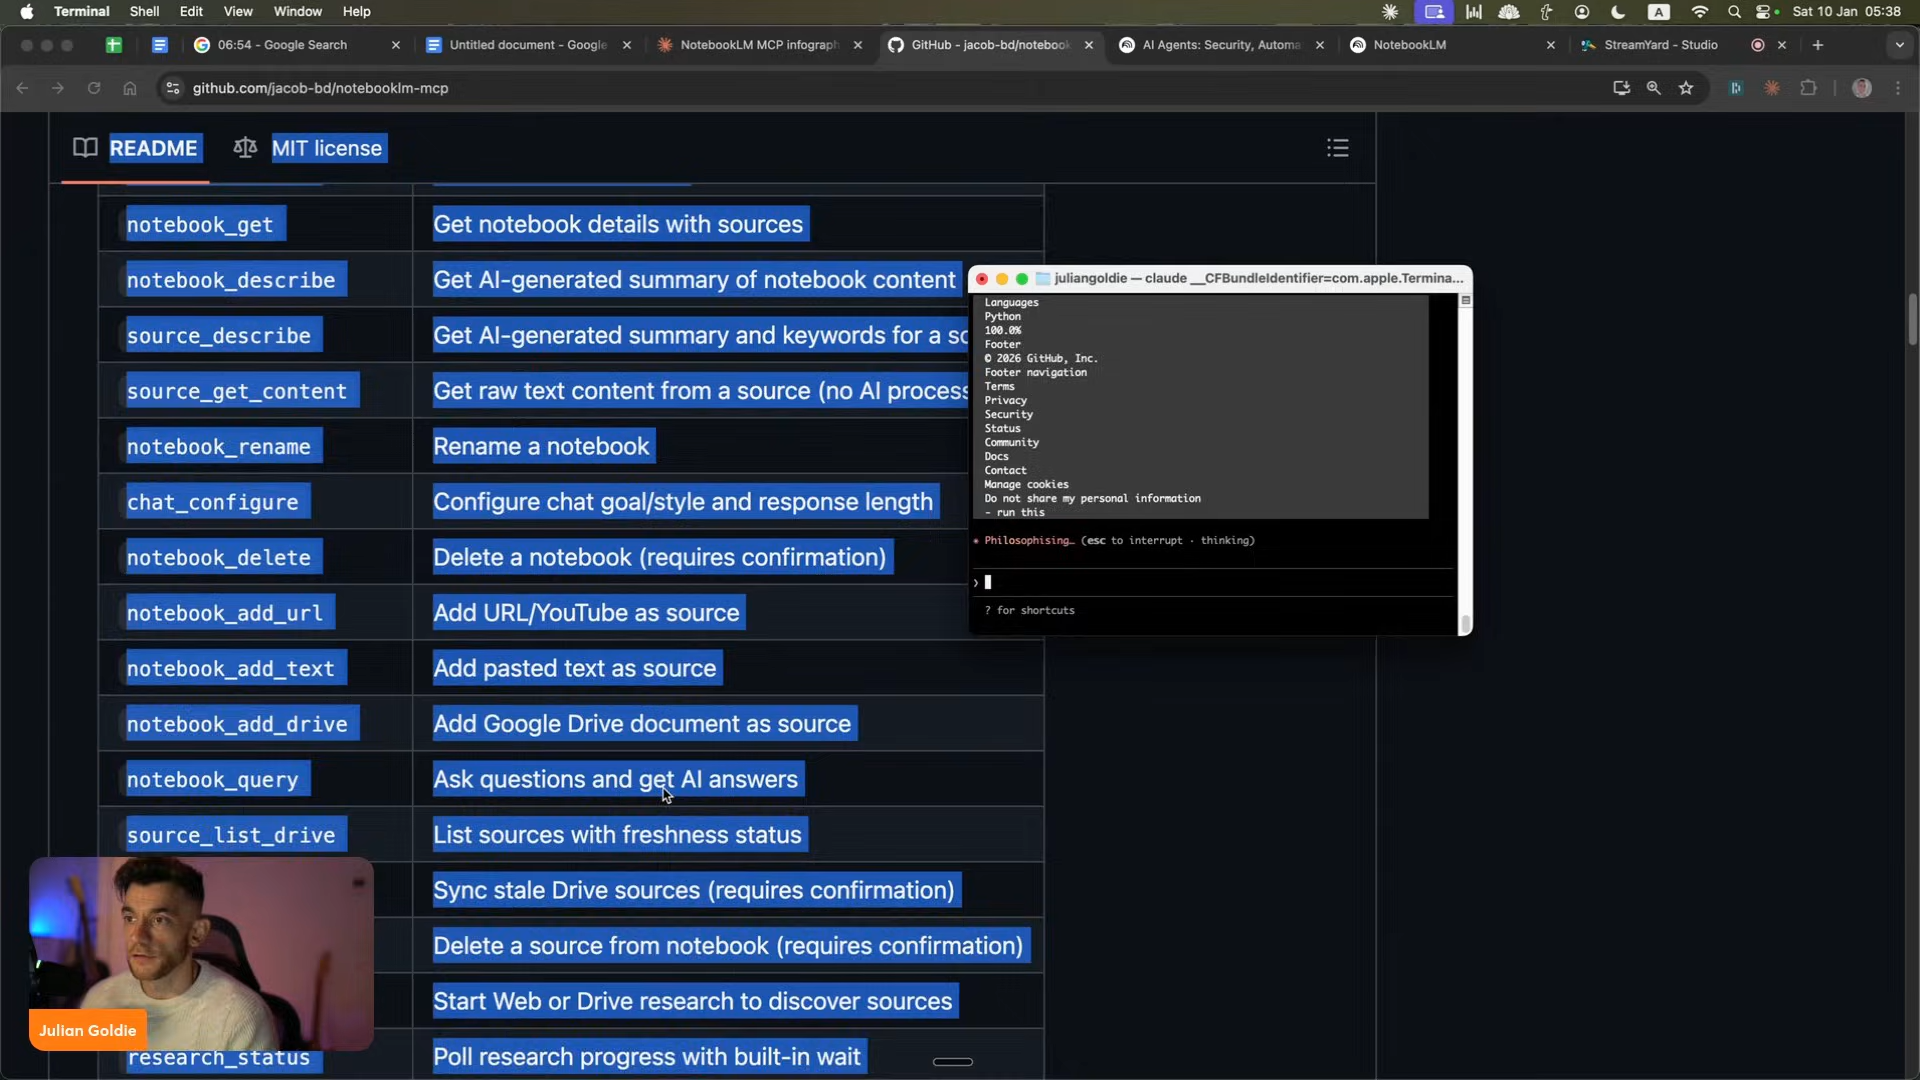 Terminal Shell Edit View Window Help
A Sat 10 Jan 05:38
06:54 - Google Search
Untitled document - Google
NotebookLM MCP infograph
GitHub - jacob-bd/notebook
AI Agents: Security, Automa
NotebookLM
StreamYard - Studio
github.com/jacob-bd/notebooklm-mcp
README MIT license
notebook_get Get notebook details with sources
notebook_describe Get AI-generated summary of notebook content
source_describe Get AI-generated summary and keywords for a so
source_get_content Get raw text content from a source (no AI process
notebook_rename Rename a notebook
chat_configure Configure chat goal/style and response length
notebook_delete Delete a notebook (requires confirmation)
notebook_add_url Add URL/YouTube as source
notebook_add_text Add pasted text as source
notebook_add_drive Add Google Drive document as source
notebook_query Ask questions and get AI answers
source_list_drive List sources with freshness status
Sync stale Drive sources (requires confirmation)
Delete a source from notebook (requires confirmation)
Start Web or Drive research to discover sources
research_status Poll research progress with built-in wait
juliangoldie — claude __CFBundleIdentifier=com.apple.Termina...
Languages
Python
100.0%
Footer
© 2026 GitHub, Inc.
Footer navigation
Terms
Privacy
Security
Status
Community
Docs
Contact
Manage cookies
Do not share my personal information
- run this
Philosophising… (esc to interrupt · thinking)
›
? for shortcuts
Julian Goldie